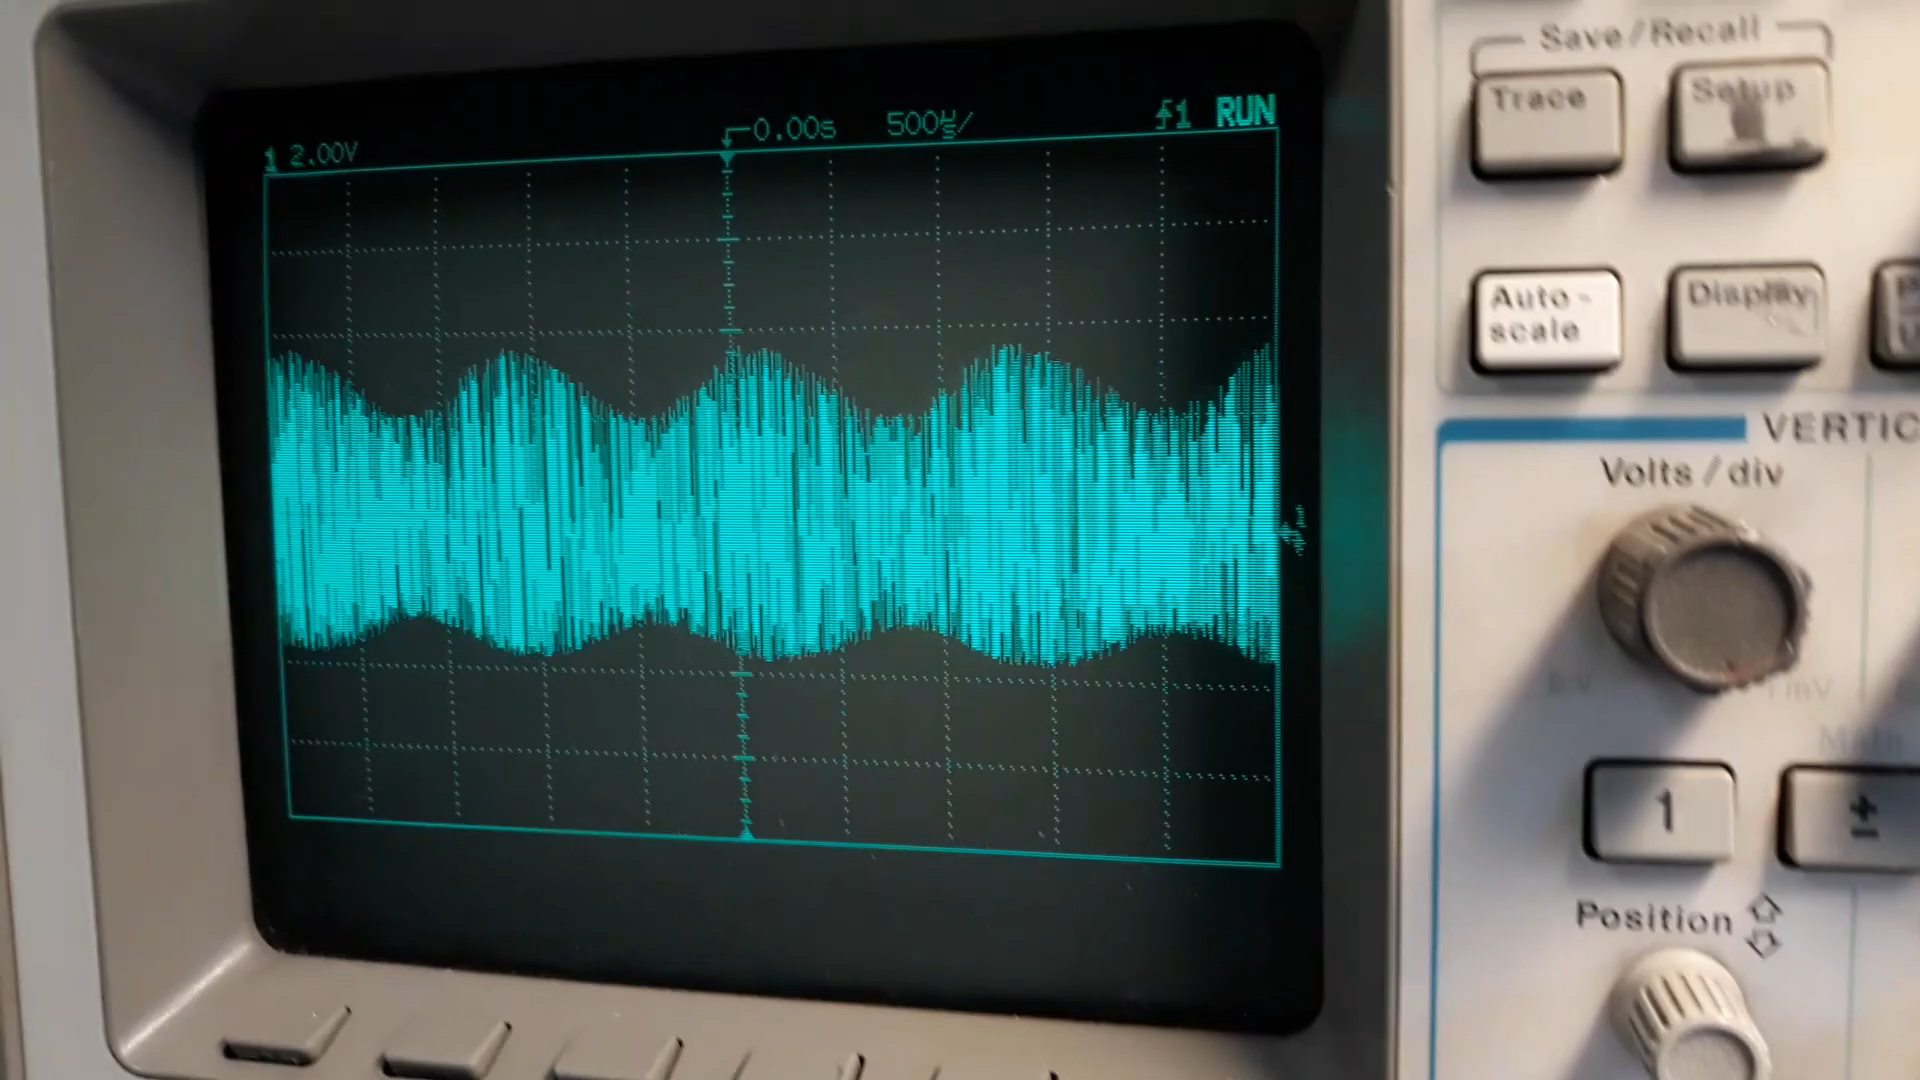 Save/Recall
Trace
Setup
1 2.00V
0.00s
500µs/
1 RUN
Auto-
scale
Display
VERTIC
Volts/div
1
±
Position